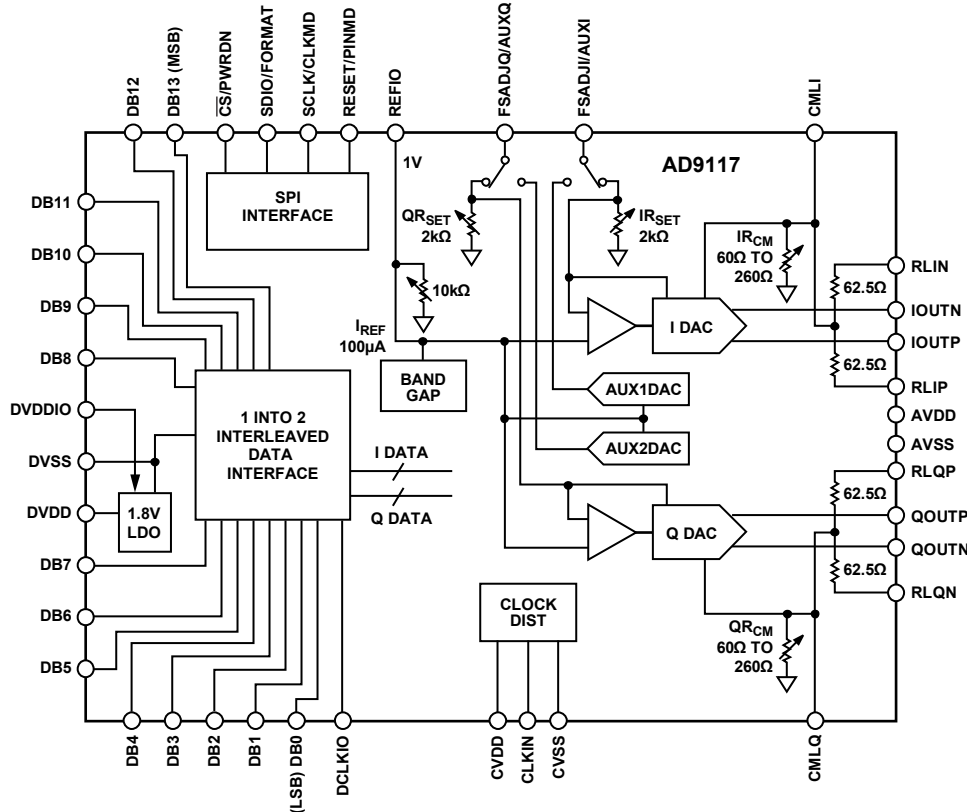 DB12
DB13 (MSB)
CS/PWRDN
SDIO/FORMAT
SCLK/CLKMD
RESET/PINMD
REFIO
FSADJQ/AUXQ
FSADJI/AUXI
CMLI
AD9117
1V
SPI
INTERFACE
DB11
DB10
DB9
DB8
DVDDIO
DVSS
DVDD
DB7
DB6
DB5
QRSET
2kΩ
IRSET
2kΩ
IRCM
60Ω TO
260Ω
10kΩ
IREF
100µA
BAND
GAP
I DAC
AUX1DAC
AUX2DAC
1 INTO 2
INTERLEAVED
DATA
INTERFACE
I DATA
Q DATA
1.8V
LDO
Q DAC
CLOCK
DIST
QRCM
60Ω TO
260Ω
62.5Ω
62.5Ω
62.5Ω
62.5Ω
RLIN
IOUTN
IOUTP
RLIP
AVDD
AVSS
RLQP
QOUTP
QOUTN
RLQN
DB4
DB3
DB2
DB1
(LSB) DB0
DCLKIO
CVDD
CLKIN
CVSS
CMLQ